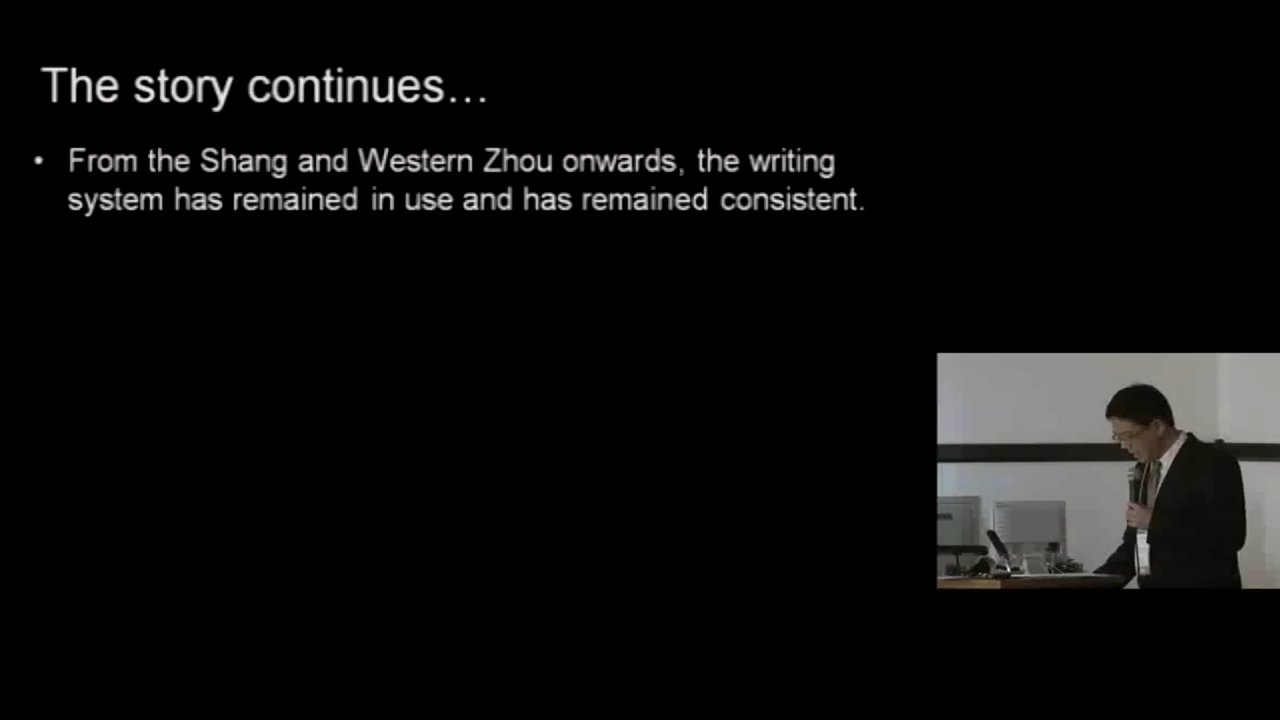 The story continues…
• From the Shang and Western Zhou onwards, the writing
system has remained in use and has remained consistent.